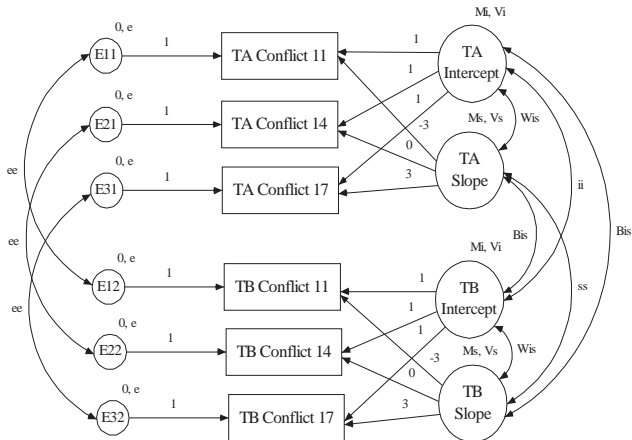 Mi, Vi
0, e
E11
1
TA Conflict 11
1
TA
Intercept
0, e
E21
1
TA Conflict 14
1
1
-3
Ms, Vs
Wis
0, e
E31
1
TA Conflict 17
0
3
TA
Slope
ee
ii
Bis
Bis
Mi, Vi
ee
0, e
E12
1
TB Conflict 11
1
TB
Intercept
ss
ee
0, e
E22
1
TB Conflict 14
1
1
-3
Ms, Vs
Wis
0, e
E32
1
TB Conflict 17
0
3
TB
Slope